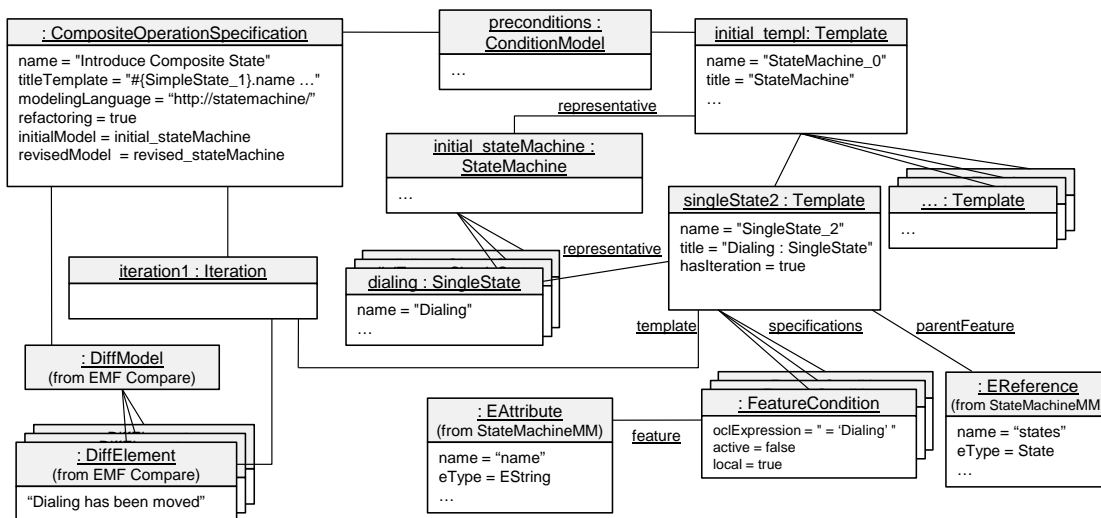 : CompositeOperationSpecification
name = "Introduce Composite State"
titleTemplate = "#{SimpleState_1}.name …"
modelingLanguage = “http://statemachine/”
refactoring = true
initialModel = initial_stateMachine
revisedModel = revised_stateMachine
preconditions :
ConditionModel
…
initial_templ: Template
name = "StateMachine_0"
title = "StateMachine"
…
representative
initial_stateMachine :
StateMachine
…
singleState2 : Template
name = "SingleState_2"
title = "Dialing : SingleState"
hasIteration = true
… : Template
…
representative
iteration1 : Iteration
dialing : SingleState
name = "Dialing"
…
template
specifications
parentFeature
: DiffModel
(from EMF Compare)
: DiffElement
(from EMF Compare)
“Dialing has been moved”
: EAttribute
(from StateMachineMM)
name = “name”
eType = EString
…
feature
: FeatureCondition
oclExpression = " = ‘Dialing’ "
active = false
local = true
: EReference
(from StateMachineMM)
name = “states”
eType = State
…